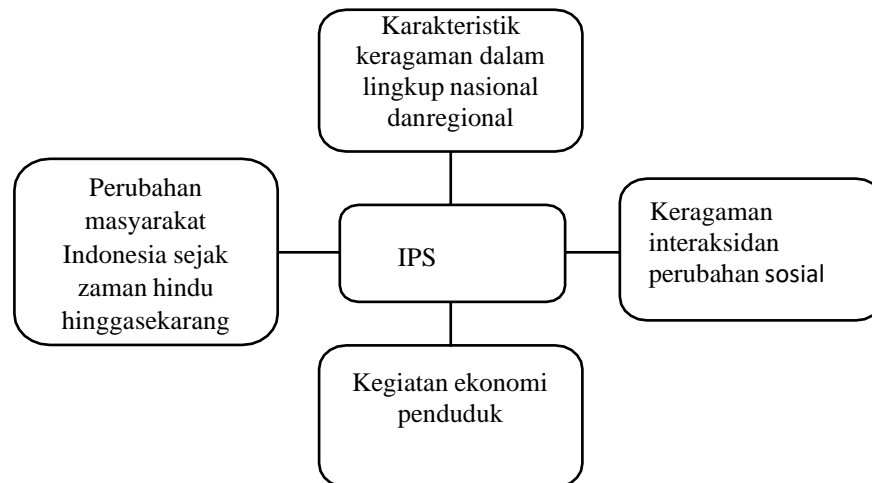 Karakteristik
keragaman dalam
lingkup nasional
danregional
Perubahan
masyarakat
Indonesia sejak
zaman hindu
hinggasekarang
IPS
Keragaman
interaksidan
perubahan sosial
Kegiatan ekonomi
penduduk